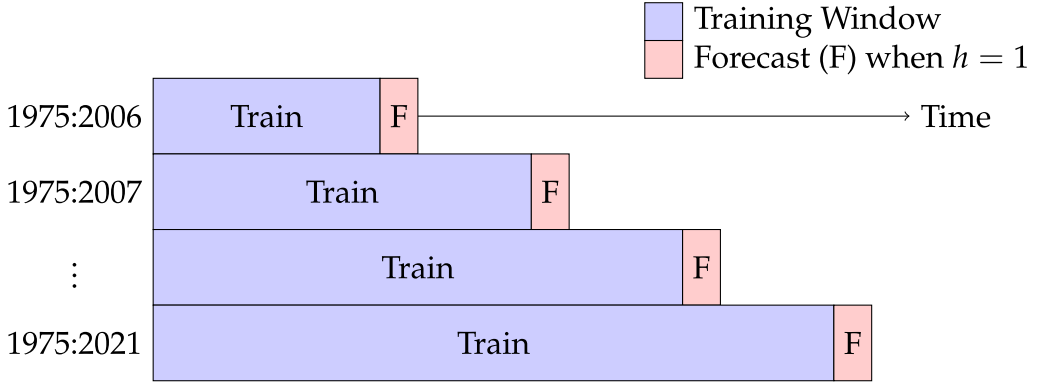 Training Window
Forecast (F) when h = 1
1975:2006 Train F Time
1975:2007 Train F
⋮ Train F
1975:2021 Train F